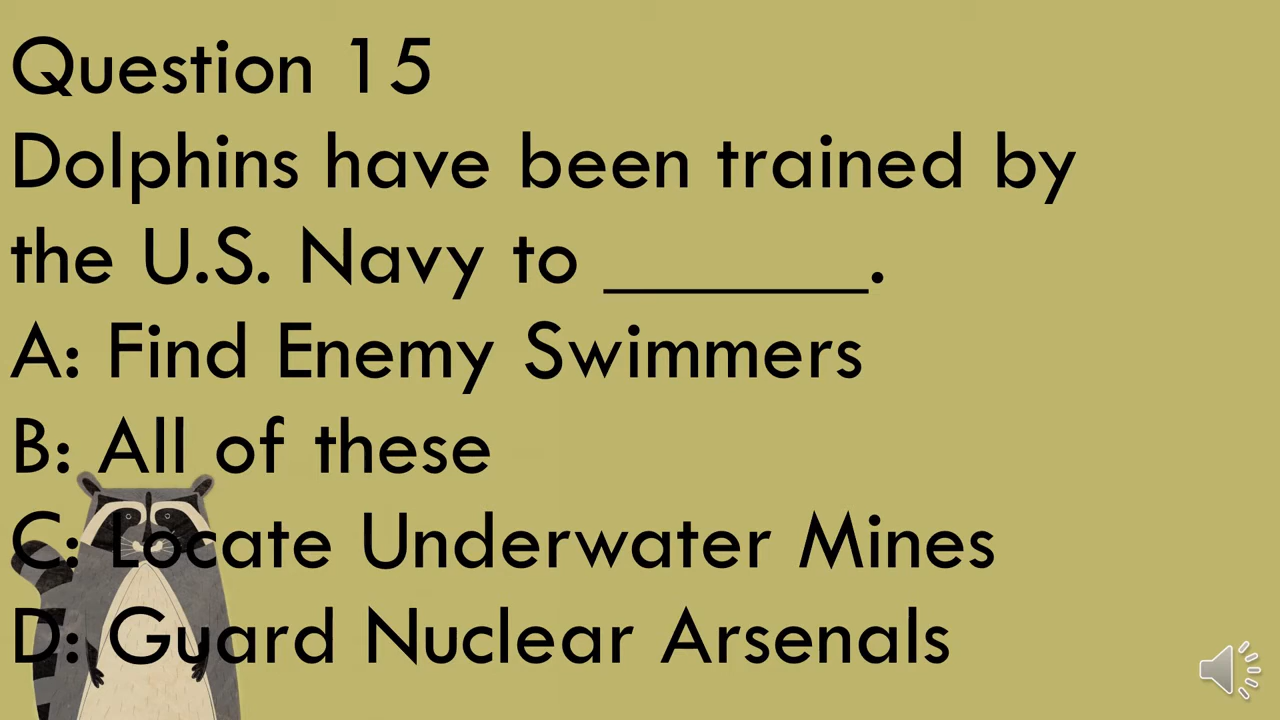 Question 15
Dolphins have been trained by
the U.S. Navy to _______.
A: Find Enemy Swimmers
B: All of these
C: Locate Underwater Mines
D: Guard Nuclear Arsenals